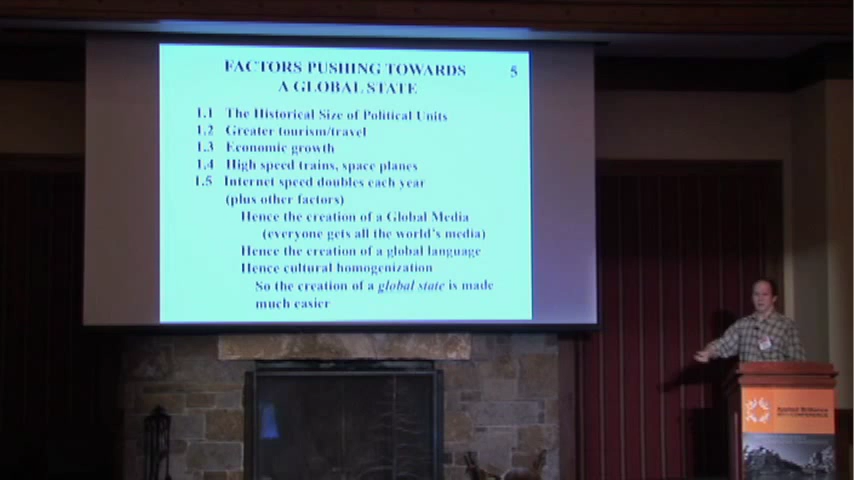 FACTORS PUSHING TOWARDS 5
A GLOBAL STATE
1.1 The Historical Size of Political Units
1.2 Greater tourism/travel
1.3 Economic growth
1.4 High speed trains, space planes
1.5 Internet speed doubles each year
(plus other factors)
Hence the creation of a Global Media
(everyone gets all the world's media)
Hence the creation of a global language
Hence cultural homogenization
So the creation of a global state is made
much easier
Applied Brilliance
CONFERENCE